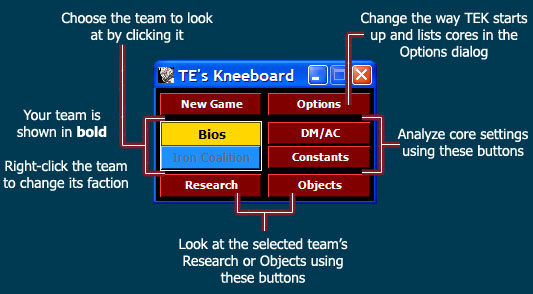 Choose the team to look
at by clicking it
Change the way TEK starts
up and lists cores in the
Options dialog
TE's Kneeboard
New Game
Options
Your team is
shown in bold
Right-click the team
to change its faction
Bios
Iron Coalition
DM/AC
Constants
Analyze core settings
using these buttons
Research
Objects
Look at the selected team's
Research or Objects using
these buttons